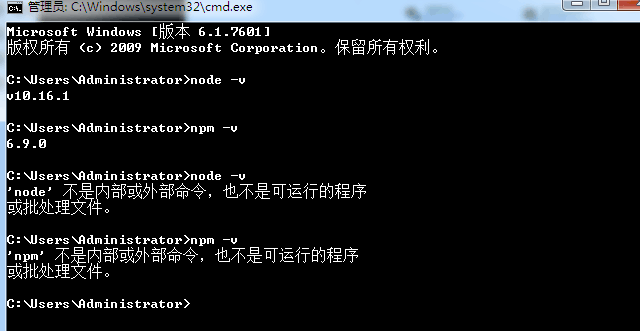 管理员: C:\Windows\system32\cmd.exe
Microsoft Windows [版本 6.1.7601]
版权所有 (c) 2009 Microsoft Corporation。保留所有权利。
C:\Users\Administrator>node -v
v10.16.1
C:\Users\Administrator>npm -v
6.9.0
C:\Users\Administrator>node -v
'node' 不是内部或外部命令，也不是可运行的程序
或批处理文件。
C:\Users\Administrator>npm -v
'npm' 不是内部或外部命令，也不是可运行的程序
或批处理文件。
C:\Users\Administrator>